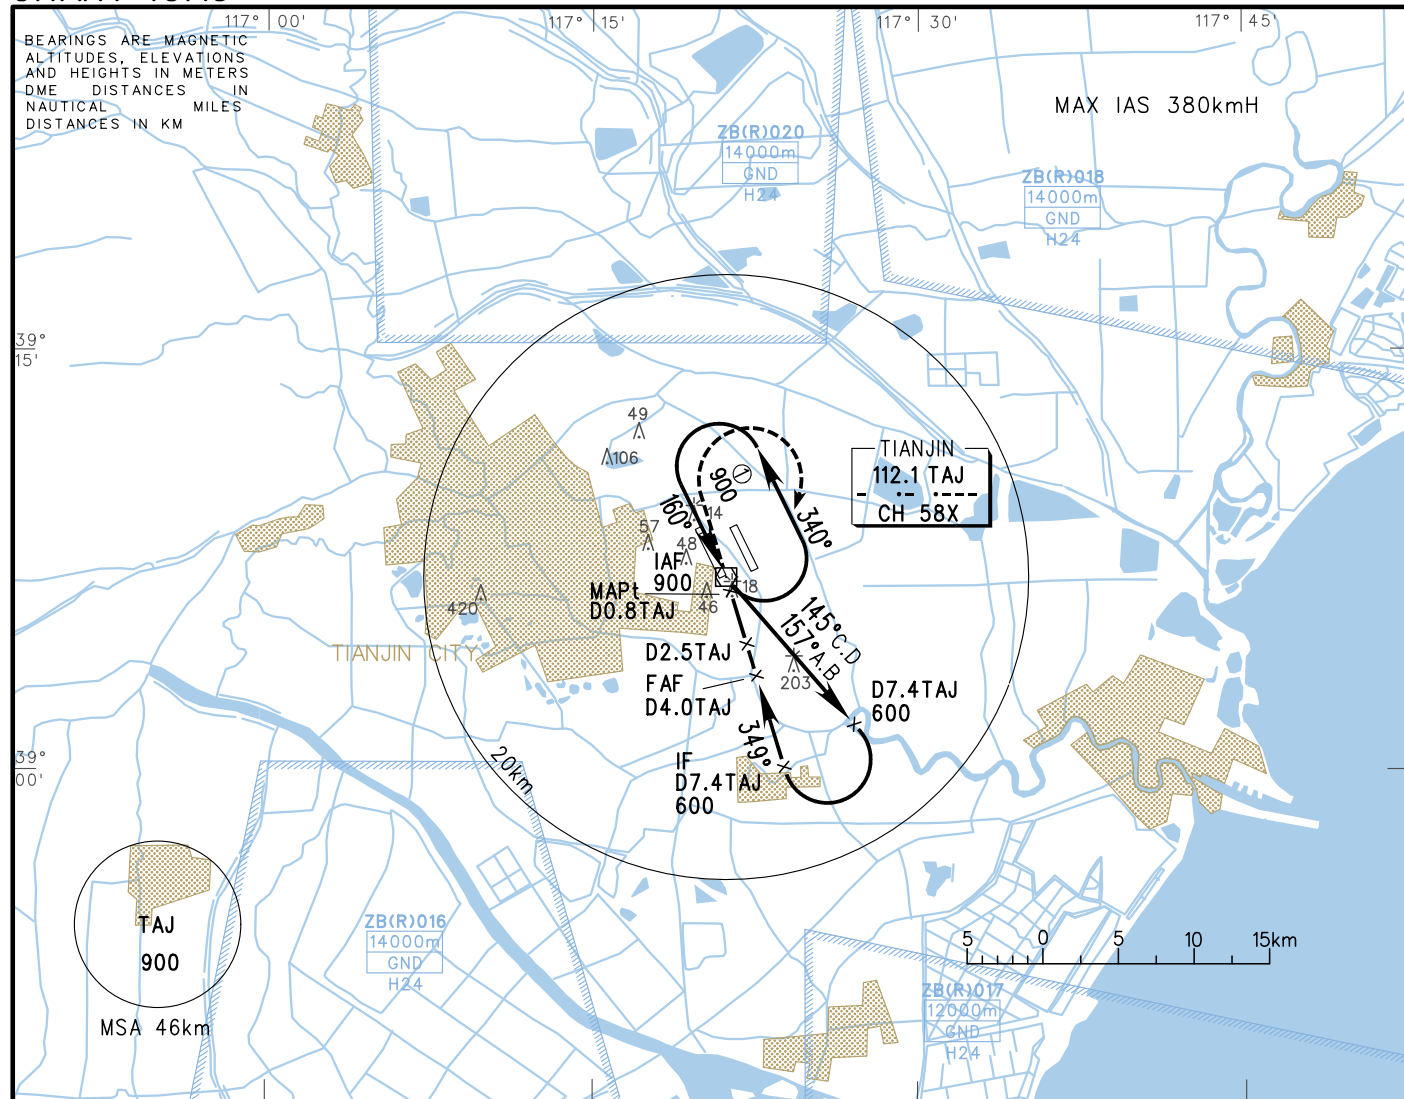 117° 00'
117° 15'
117° 30'
117° 45'
BEARINGS ARE MAGNETIC
ALTITUDES, ELEVATIONS
AND HEIGHTS IN METERS
DME DISTANCES IN
NAUTICAL MILES
DISTANCES IN KM
MAX IAS 380kmH
ZB(R)020
14000m
GND
H24
ZB(R)018
14000m
GND
H24
39°
15'
49
106
900 ①
TIANJIN
112.1 TAJ
CH 58X
160°
14
340°
57
48
IAF
900
18
MAPt
D0.8TAJ
46
420
145°C.D
157°A.B
TIANJIN CITY
D2.5TAJ
203
FAF
D4.0TAJ
D7.4TAJ
600
349°
39°
00'
20km
IF
D7.4TAJ
600
TAJ
900
MSA 46km
ZB(R)016
14000m
GND
H24
5 0 5 10 15km
ZB(R)017
12000m
GND
H24